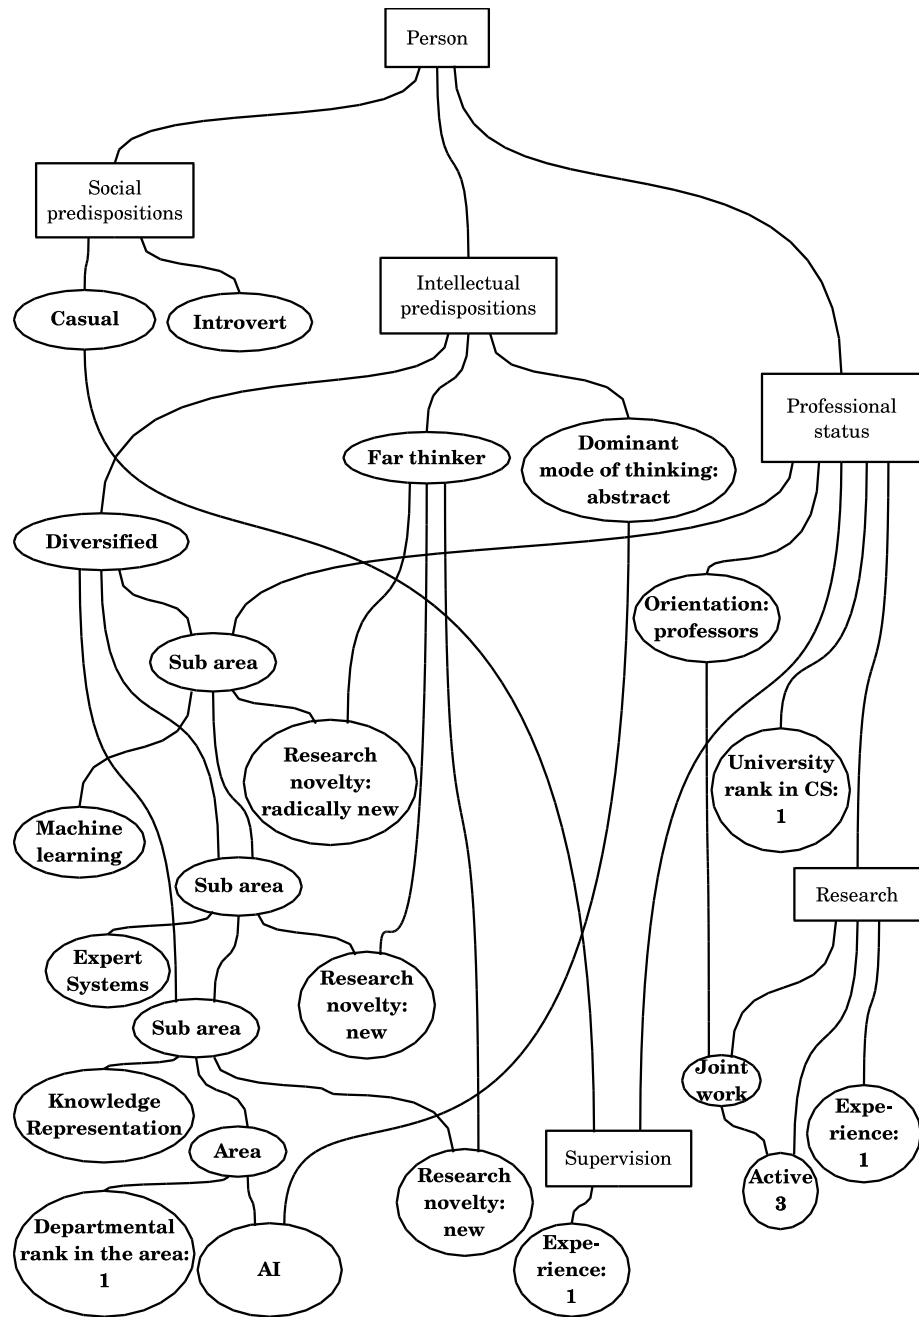 Person
Social
predispositions
Intellectual
predispositions
Casual
Introvert
Professional
status
Far thinker
Dominant
mode of thinking:
abstract
Diversified
Orientation:
professors
Sub area
Research
novelty:
radically new
University
rank in CS:
1
Machine
learning
Sub area
Research
Expert
Systems
Research
novelty:
new
Sub area
Joint
work
Knowledge
Representation
Expe-
rience:
1
Area
Supervision
Research
novelty:
new
Active
3
Departmental
rank in the area:
1
AI
Expe-
rience:
1